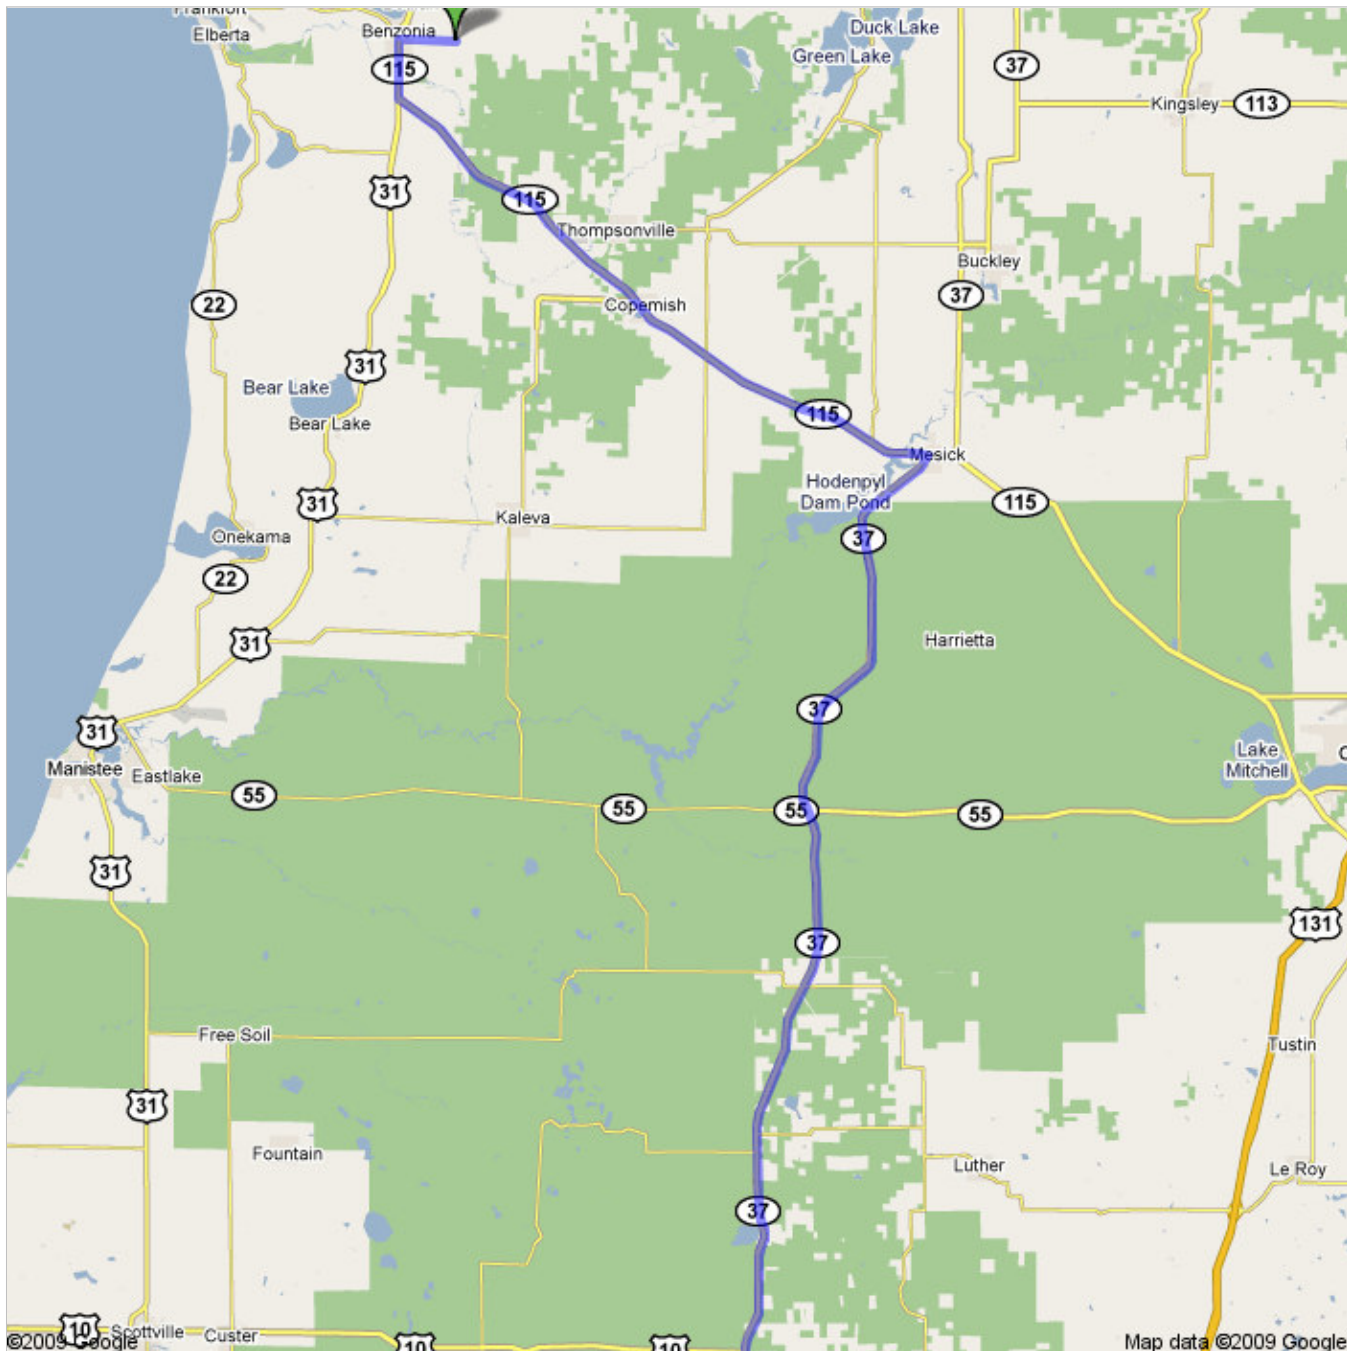 Frankfort
Elberta
Benzonia
Duck Lake
Green Lake
115
37
Kingsley
113
31
115
Thompsonville
Buckley
22
Copemish
37
31
Bear Lake
Bear Lake
115
Mesick
Hodenpyl
Dam Pond
31
115
Kaleva
Onekama
37
22
31
Harrietta
37
31
Manistee
Eastlake
Lake
Mitchell
55
55
55
55
31
131
37
Free Soil
Tustin
31
Fountain
Luther
Le Roy
37
10
Scottville
Custer
10
10
©2009 Google
Map data ©2009 Google